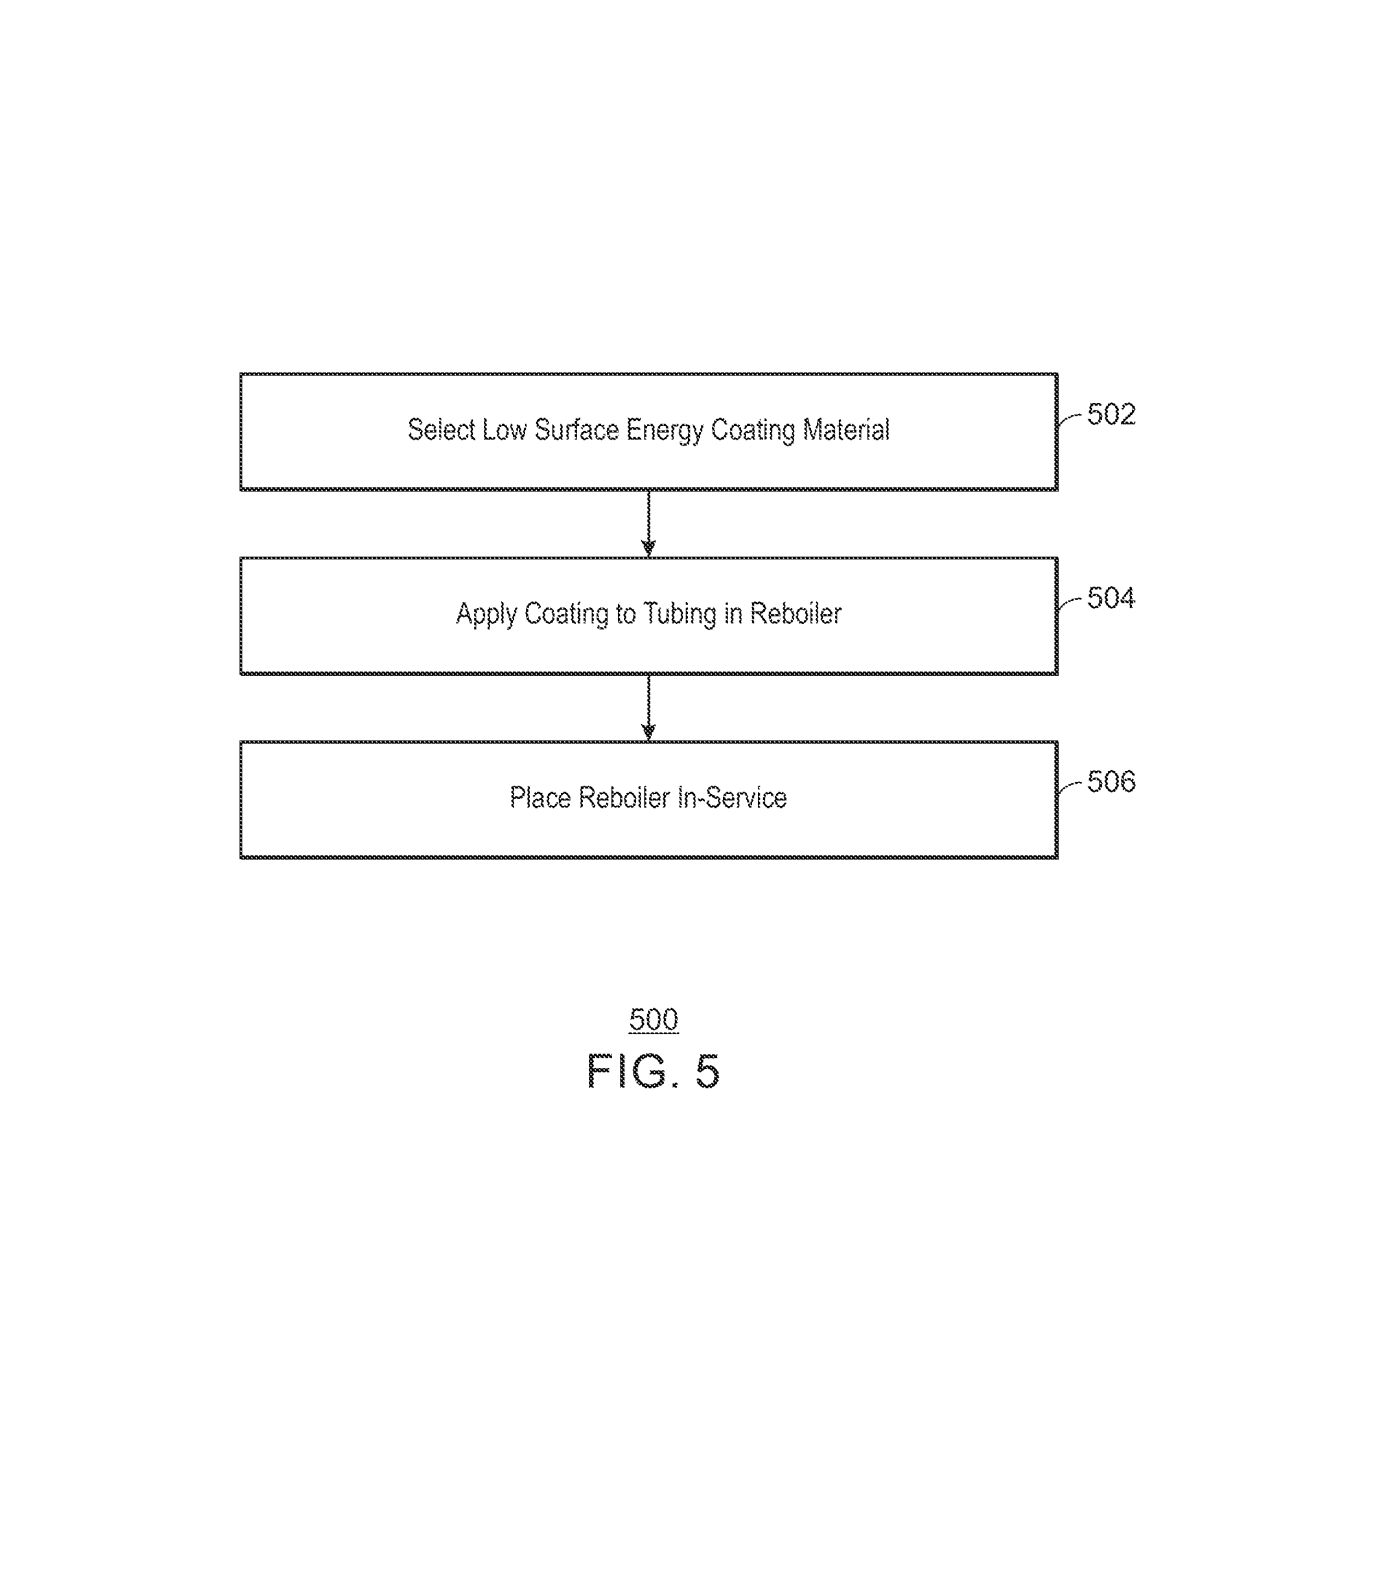 Select Low Surface Energy Coating Material
502
Apply Coating to Tubing in Reboiler
504
Place Reboiler In-Service
506
500
FIG. 5